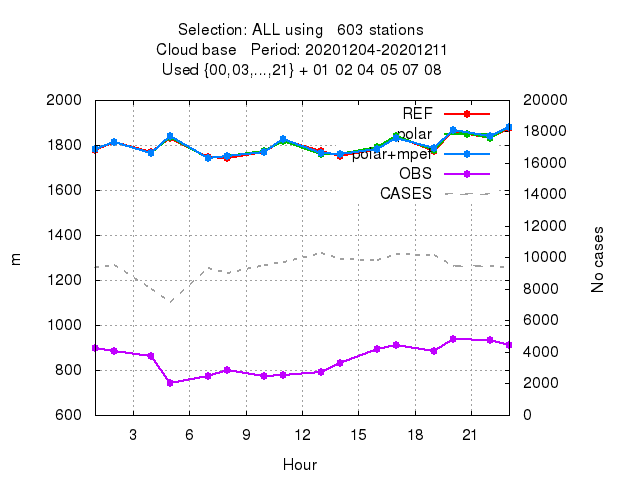 Selection: ALL using 603 stations
Cloud base Period: 20201204-20201211
Used {00,03,...,21} + 01 02 04 05 07 08
2000 20000
REF 18000
polar
1800 polar+mpef 16000
OBS
1600 CASES 14000
12000
1400
m No cases
10000
1200 8000
1000 6000
4000
800
2000
600 0
3 6 9 12 15 18 21
Hour